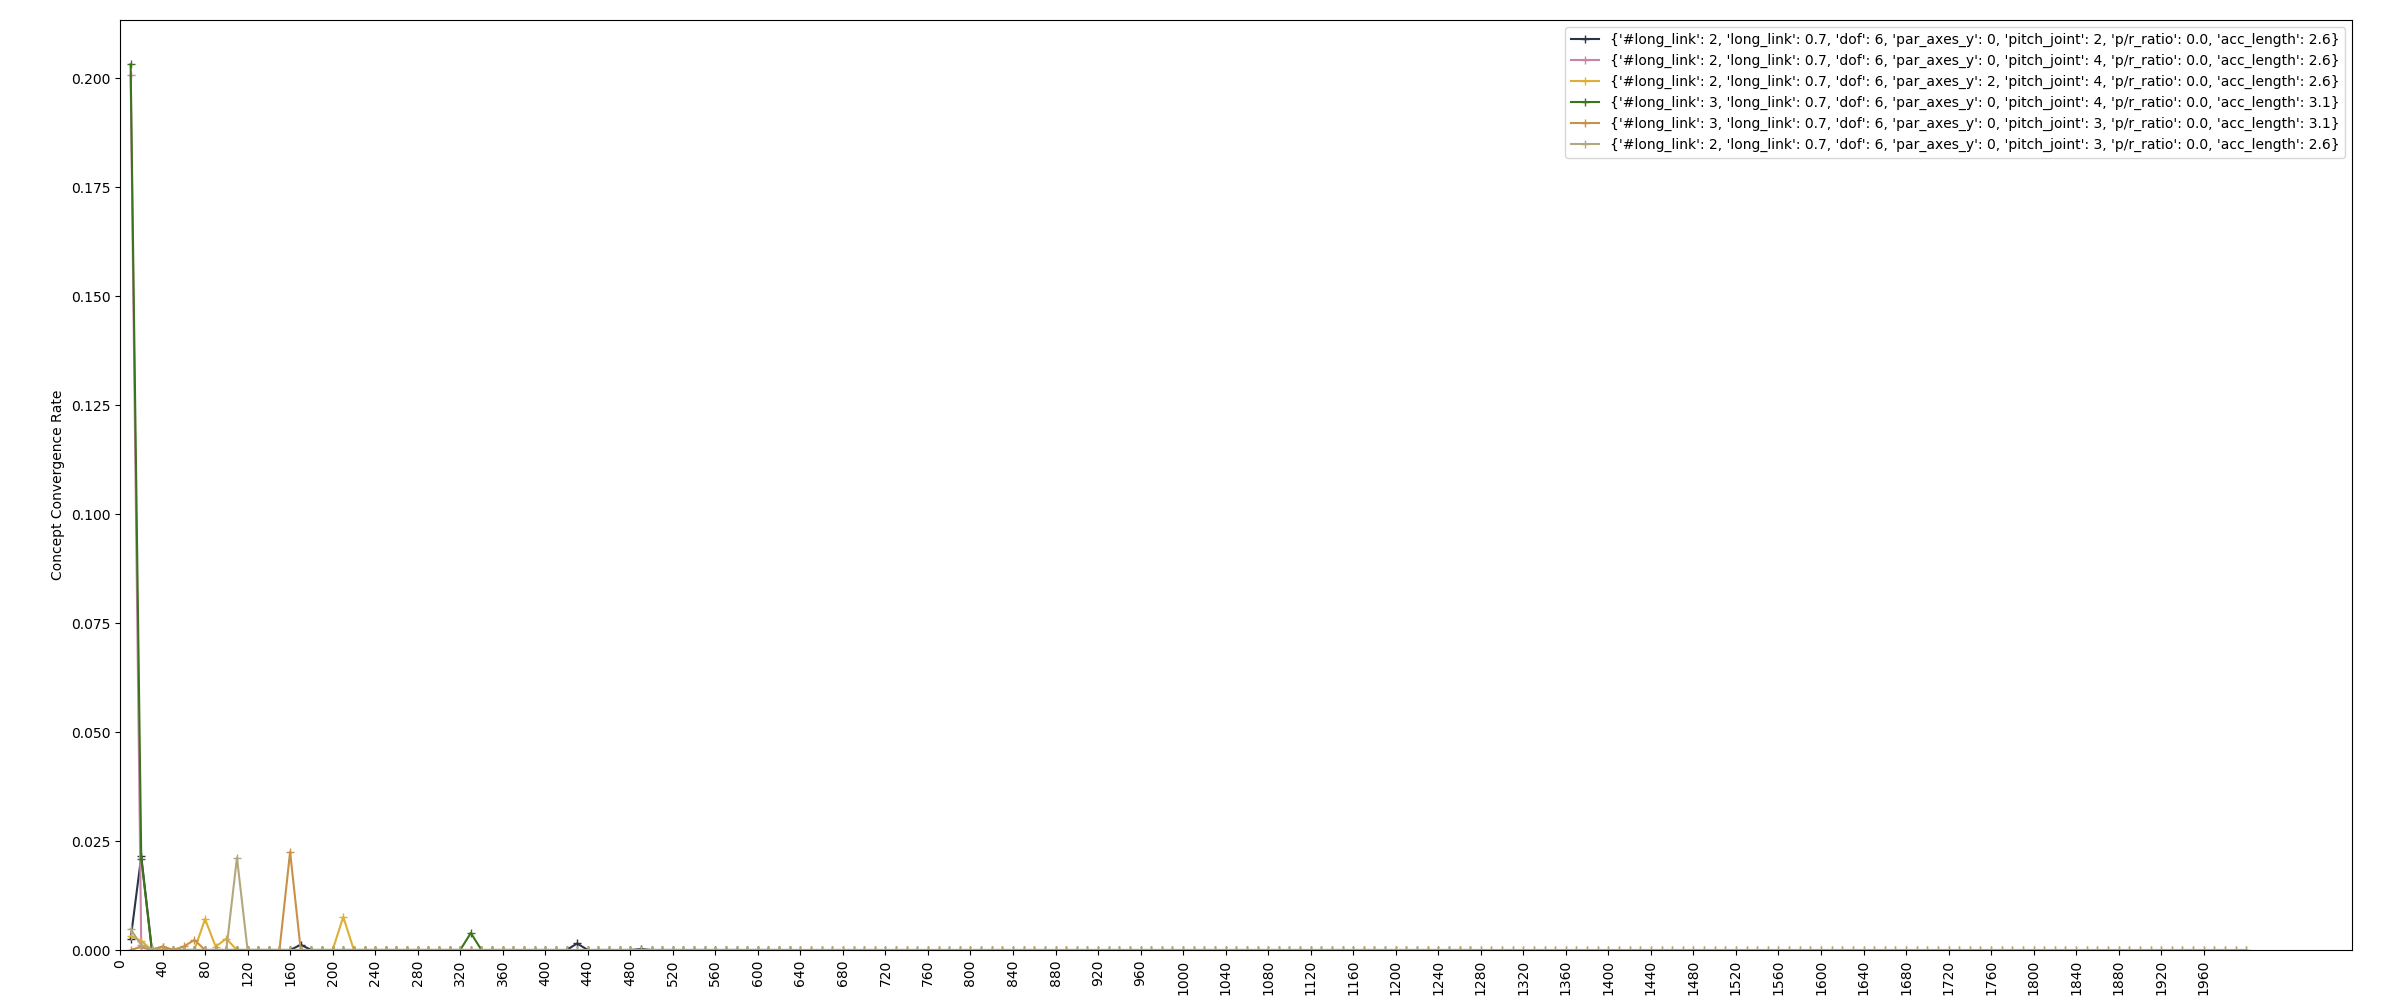 {'#long_link': 2, 'long_link': 0.7, 'dof': 6, 'par_axes_y': 0, 'pitch_joint': 2, 'p/r_ratio': 0.0, 'acc_length': 2.6}
{'#long_link': 2, 'long_link': 0.7, 'dof': 6, 'par_axes_y': 0, 'pitch_joint': 4, 'p/r_ratio': 0.0, 'acc_length': 2.6}
{'#long_link': 2, 'long_link': 0.7, 'dof': 6, 'par_axes_y': 2, 'pitch_joint': 4, 'p/r_ratio': 0.0, 'acc_length': 2.6}
{'#long_link': 3, 'long_link': 0.7, 'dof': 6, 'par_axes_y': 0, 'pitch_joint': 4, 'p/r_ratio': 0.0, 'acc_length': 3.1}
{'#long_link': 3, 'long_link': 0.7, 'dof': 6, 'par_axes_y': 0, 'pitch_joint': 3, 'p/r_ratio': 0.0, 'acc_length': 3.1}
{'#long_link': 2, 'long_link': 0.7, 'dof': 6, 'par_axes_y': 0, 'pitch_joint': 3, 'p/r_ratio': 0.0, 'acc_length': 2.6}
Concept Convergence Rate
0.200
0.175
0.150
0.125
0.100
0.075
0.050
0.025
0.000
0 40 80 120 160 200 240 280 320 360 400 440 480 520 560 600 640 680 720 760 800 840 880 920 960 1000 1040 1080 1120 1160 1200 1240 1280 1320 1360 1400 1440 1480 1520 1560 1600 1640 1680 1720 1760 1800 1840 1880 1920 1960